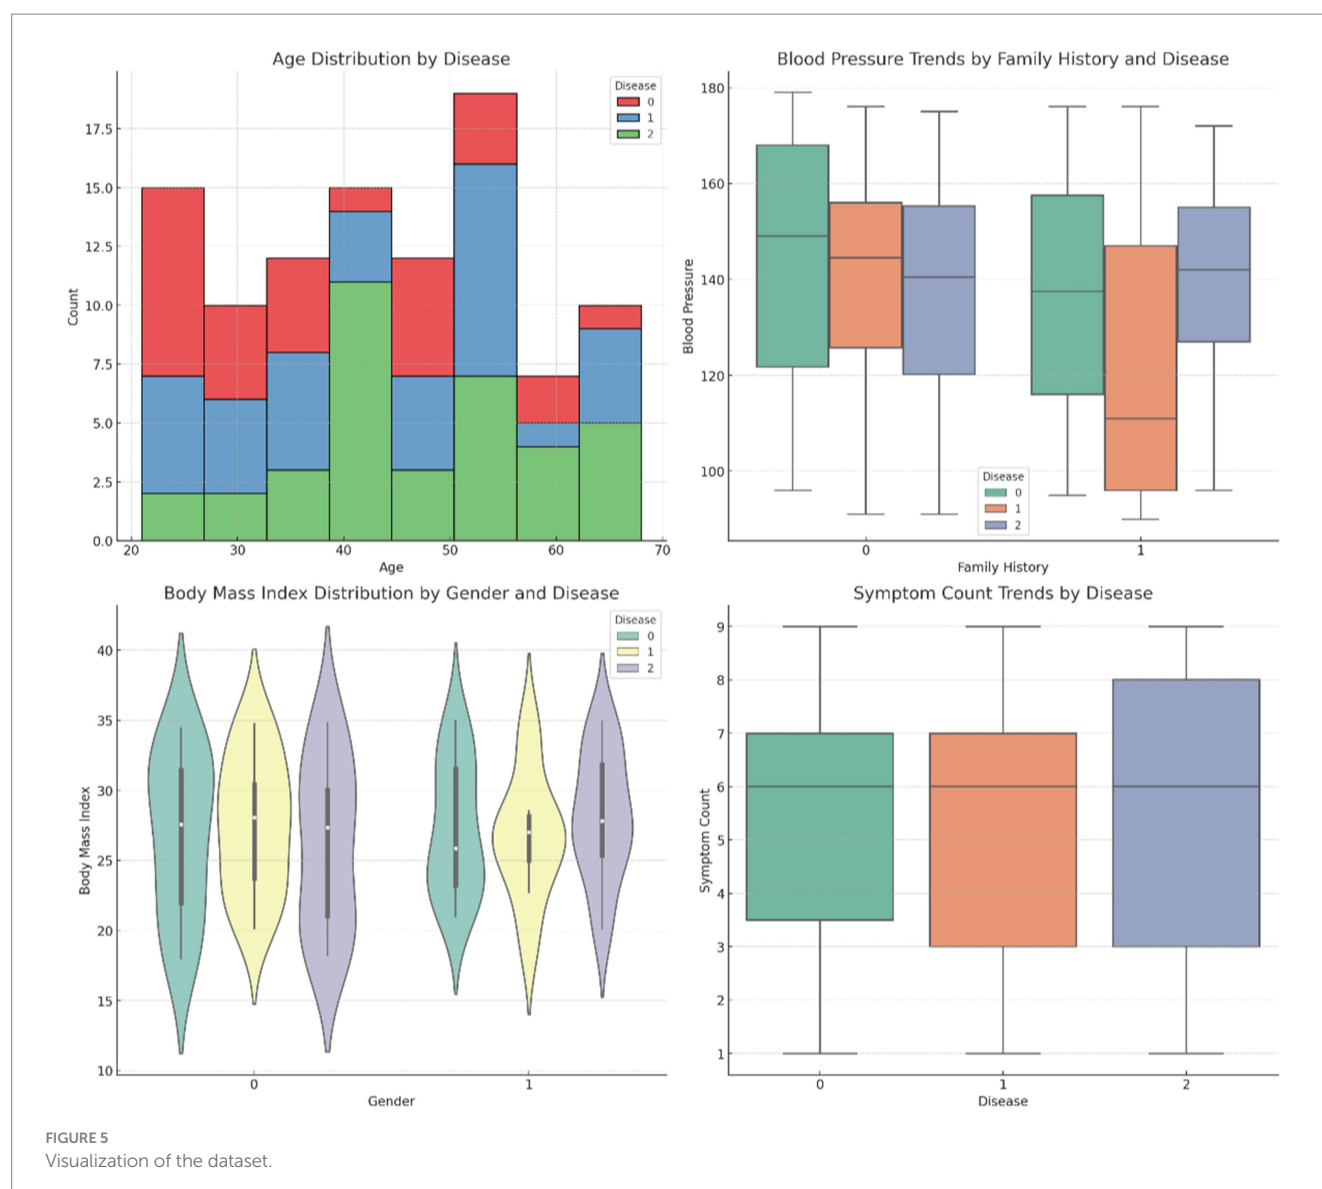 Age Distribution by Disease
Disease
0
1
2
17.5
15.0
12.5
10.0
7.5
5.0
2.5
0.0
Count
20 30 40 50 60 70
Age
Blood Pressure Trends by Family History and Disease
180
160
140
120
100
Blood Pressure
Disease
0
1
2
0 1
Family History
Body Mass Index Distribution by Gender and Disease
Disease
0
1
2
40
35
30
25
20
15
10
Body Mass Index
0 1
Gender
Symptom Count Trends by Disease
9
8
7
6
5
4
3
2
1
Symptom Count
0 1 2
Disease
FIGURE 5
Visualization of the dataset.